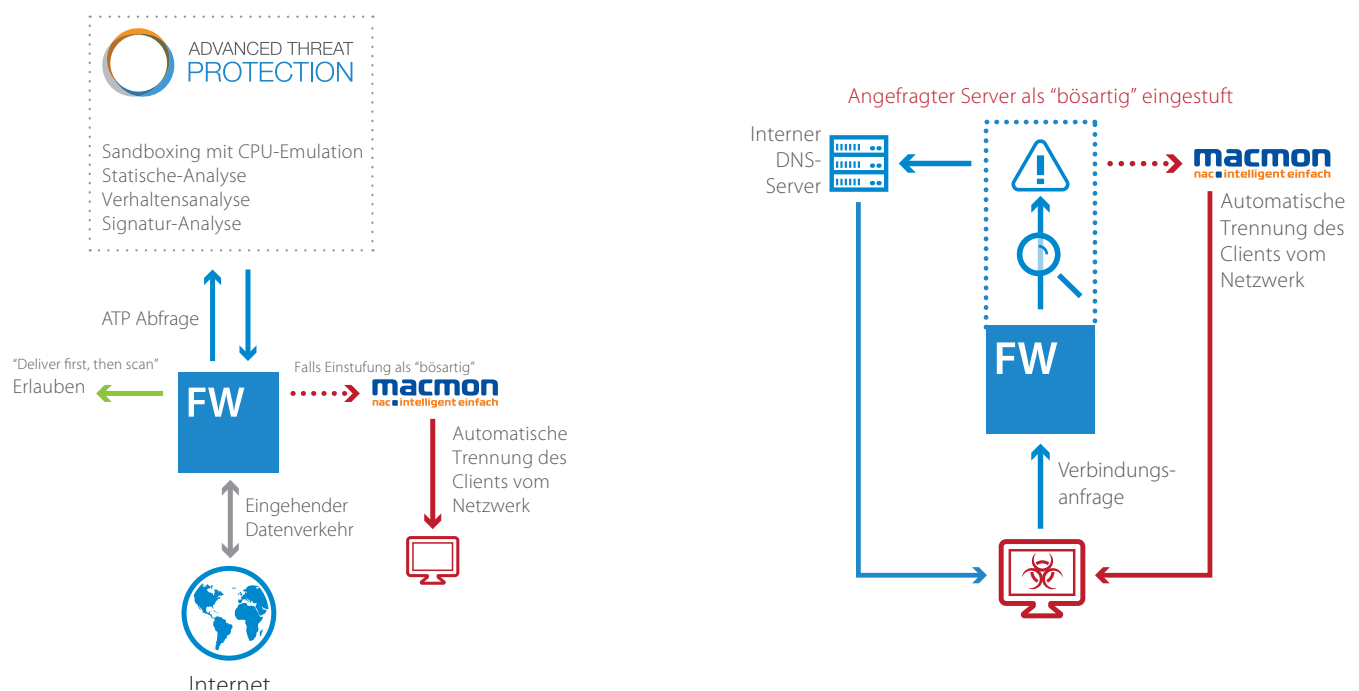 ADVANCED THREAT
PROTECTION
Sandboxing mit CPU-Emulation
Statische-Analyse
Verhaltensanalyse
Signatur-Analyse
ATP Abfrage
“Deliver first, then scan”
Erlauben
FW
Falls Einstufung als “bösartig”
macmon
nac intelligent einfach
Automatische
Trennung des
Clients vom
Netzwerk
Eingehender
Datenverkehr
Internet
Angefragter Server als “bösartig” eingestuft
Interner
DNS-
Server
macmon
nac intelligent einfach
Automatische
Trennung des
Clients vom
Netzwerk
FW
Verbindungs-
anfrage